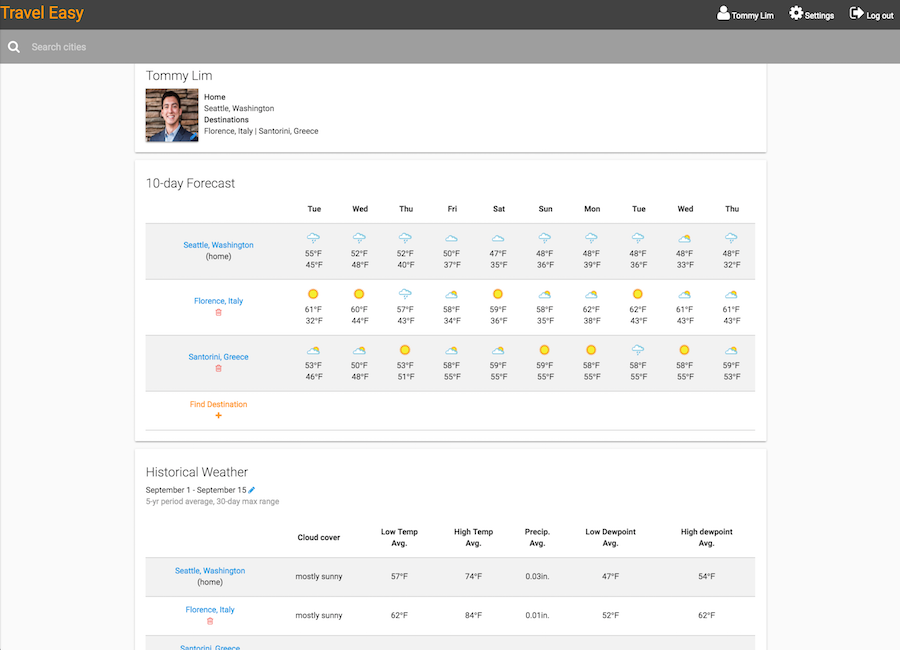 Travel Easy
Tommy Lim
Settings
Log out
Search cities
Tommy Lim
Home
Seattle, Washington
Destinations
Florence, Italy | Santorini, Greece
10-day Forecast
Tue Wed Thu Fri Sat Sun Mon Tue Wed Thu
Seattle, Washington
(home)
55°F 52°F 52°F 50°F 47°F 48°F 48°F 48°F 48°F 48°F
45°F 48°F 40°F 37°F 35°F 36°F 39°F 36°F 33°F 32°F
Florence, Italy
61°F 60°F 57°F 58°F 59°F 58°F 62°F 62°F 61°F 61°F
32°F 44°F 43°F 34°F 36°F 35°F 38°F 43°F 43°F 43°F
Santorini, Greece
53°F 50°F 53°F 58°F 59°F 59°F 58°F 58°F 58°F 59°F
46°F 48°F 51°F 55°F 55°F 55°F 55°F 55°F 55°F 53°F
Find Destination
+
Historical Weather
September 1 - September 15
5-yr period average, 30-day max range
Cloud cover Low Temp Avg. High Temp Avg. Precip. Avg. Low Dewpoint Avg. High dewpoint Avg.
Seattle, Washington
(home)
mostly sunny 57°F 74°F 0.03in. 47°F 54°F
Florence, Italy
mostly sunny 62°F 84°F 0.01in. 52°F 62°F
Santorini, Greece